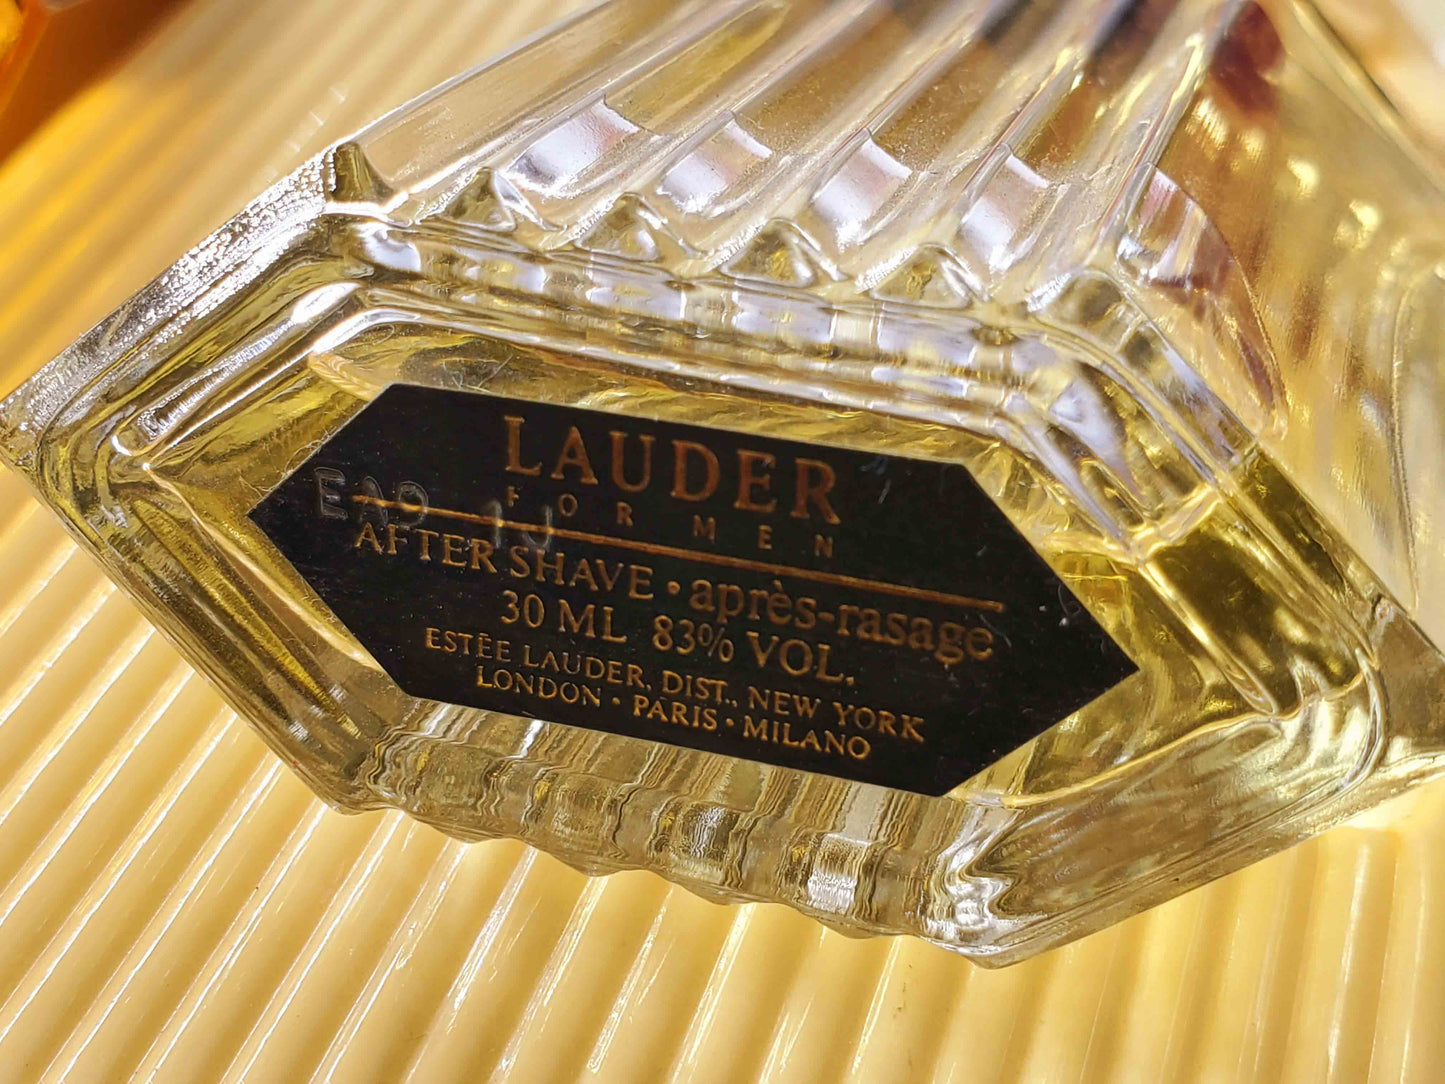 LAUDER
FOR MEN
AFTER SHAVE • après-rasage
30 ML 83% VOL.
ESTĒE LAUDER, DIST., NEW YORK
LONDON • PARIS • MILANO